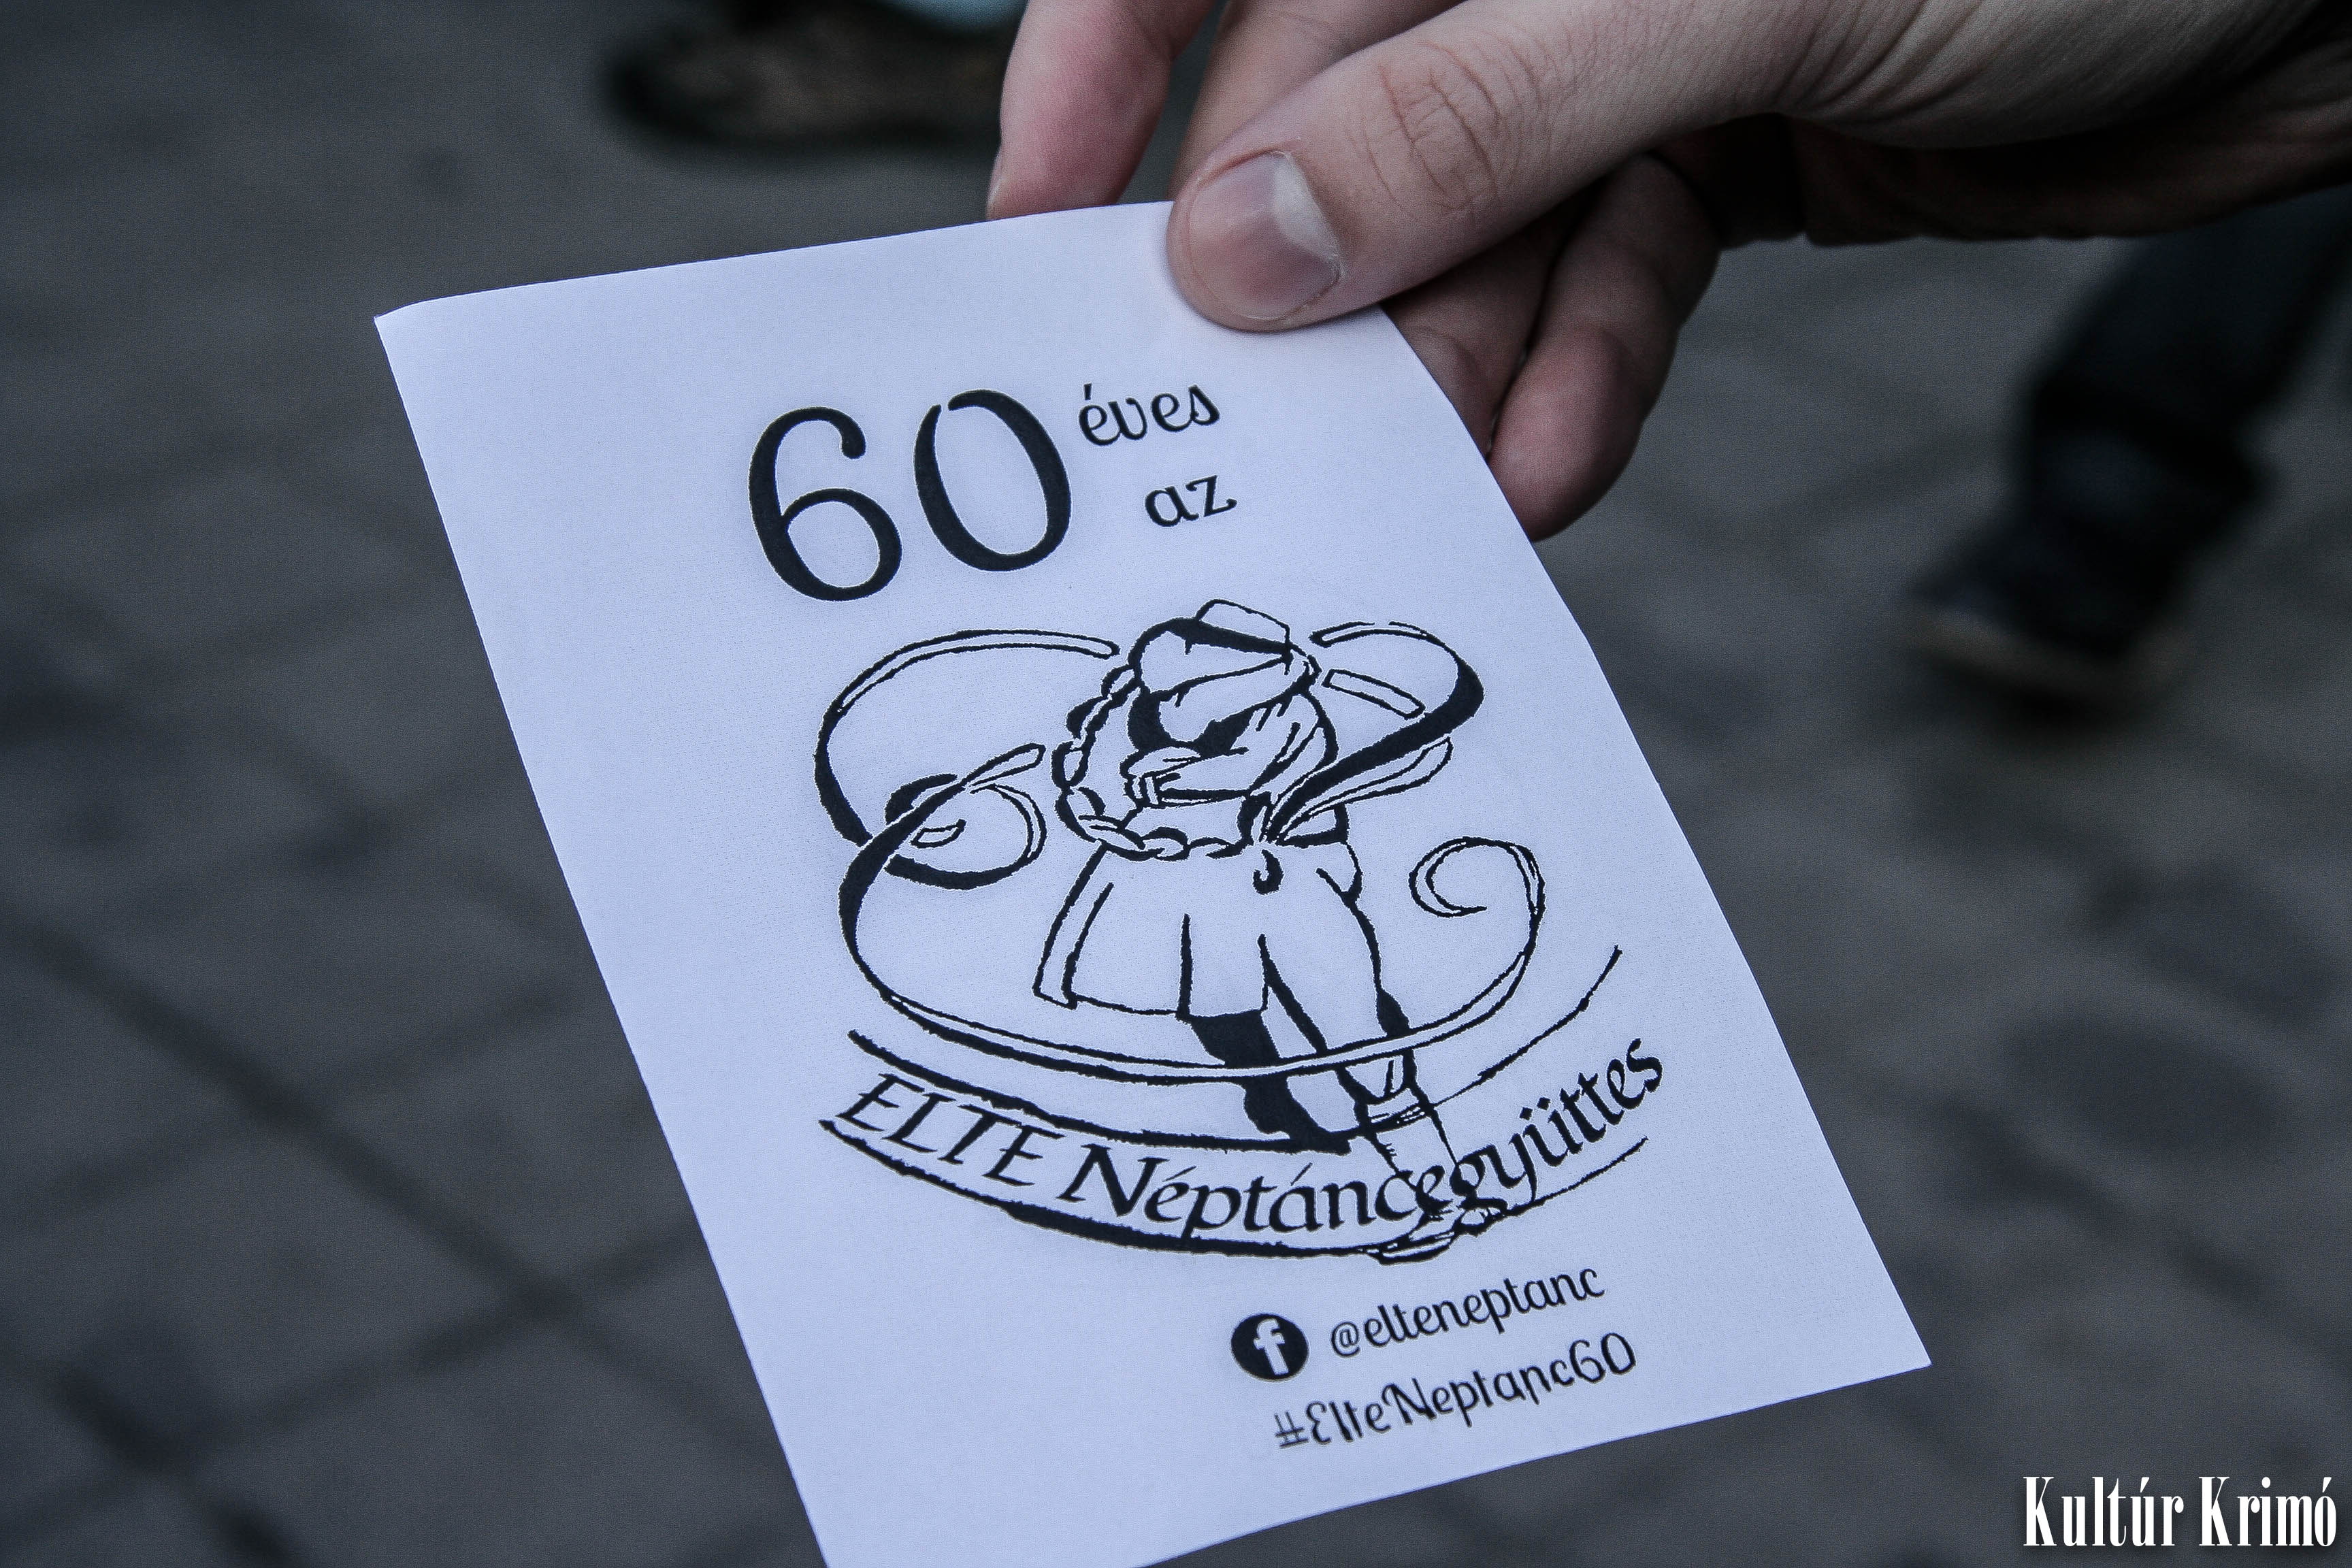 60 éves
az
ELTE Néptáncegyüttes
@elteneptanc
#ElteNeptanc60
Kultúr Krimó